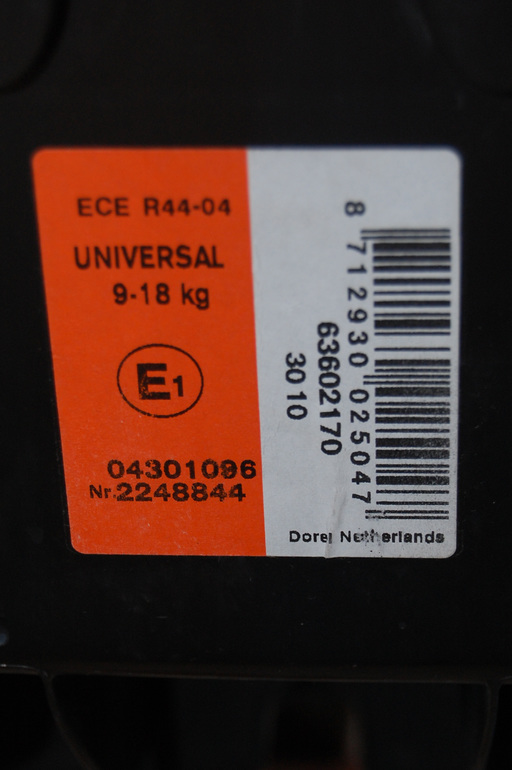 ECE R44-04
UNIVERSAL
9-18 kg
E1
04301096
Nr.2248844
8 712930 025047
63602170
3010
Dorel Netherlands